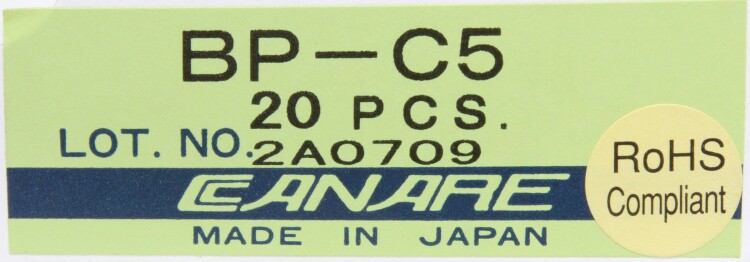 BP-C5
20 PCS.
LOT. NO. 2A0709
CANARE
MADE IN JAPAN
RoHS
Compliant